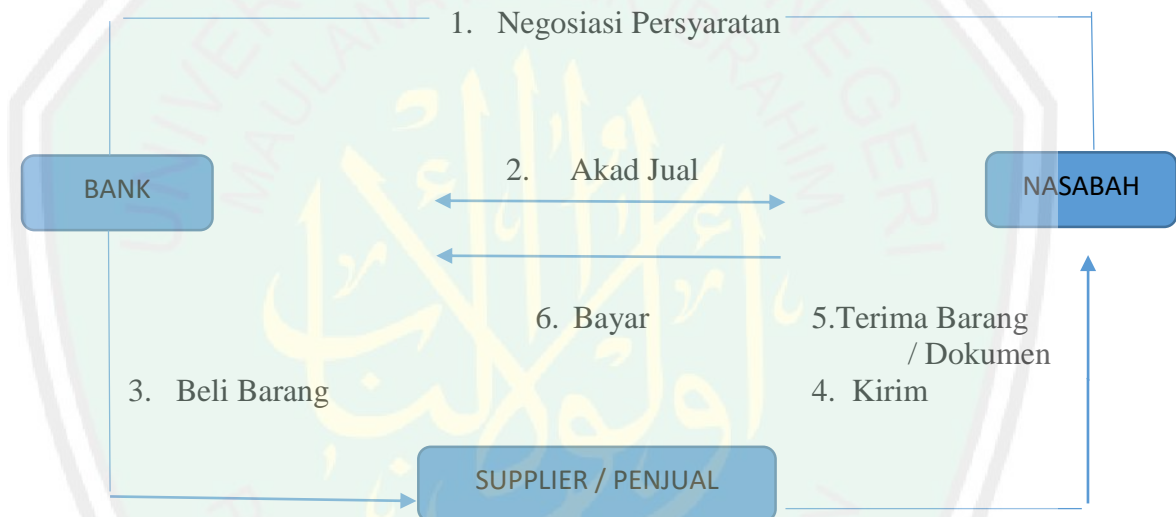 1. Negosiasi Persyaratan
BANK
2. Akad Jual
NASABAH
6. Bayar
5.Terima Barang
/ Dokumen
3. Beli Barang
4. Kirim
SUPPLIER / PENJUAL